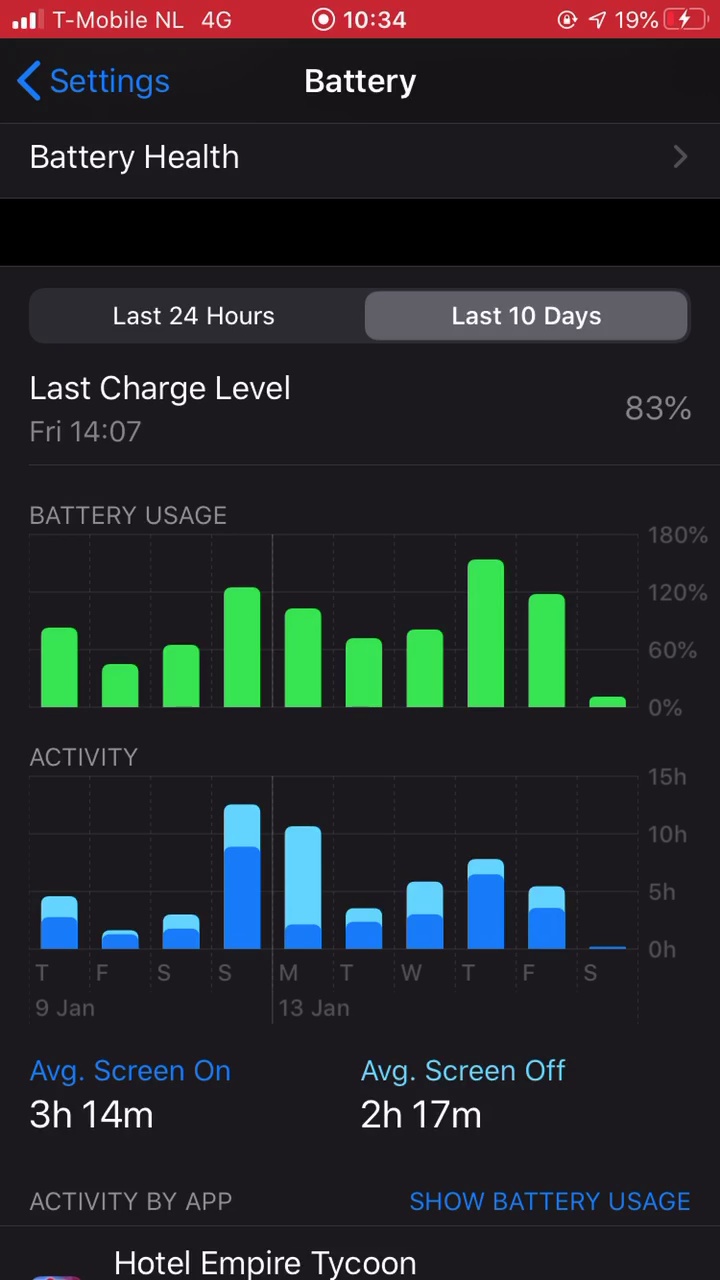 T-Mobile NL 4G 10:34 19%
Settings Battery
Battery Health
Last 24 Hours Last 10 Days
Last Charge Level
83%
Fri 14:07
BATTERY USAGE
180%
120%
60%
0%
ACTIVITY
15h
10h
5h
0h
T F S S M T W T F S
9 Jan 13 Jan
Avg. Screen On Avg. Screen Off
3h 14m 2h 17m
ACTIVITY BY APP SHOW BATTERY USAGE
Hotel Empire Tycoon